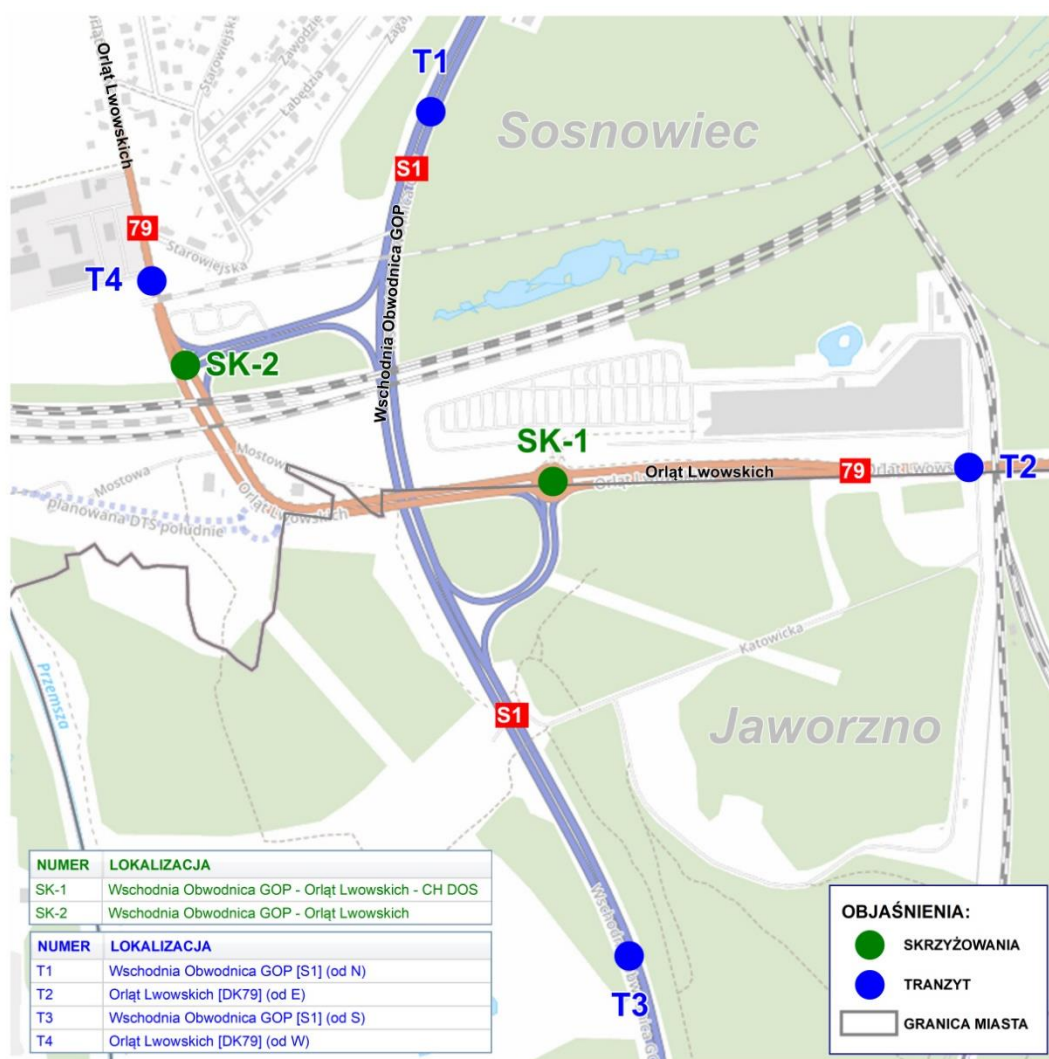 Orląt Lwowskich
Orląt
Starowiejska
Zawodzie
Łabędzia
Zagaj
T1
Sosnowiec
S1
Wschodnia Obwodnica GOP
79
Starowiejska
T4
SK-2
SK-1
Orląt Lwowskich
79
T2
Mostowa
Mostowa
Orląt Lwowskich
planowana DTS południe
Katowicka
Przemsza
S1
Jaworzno
T3
NUMER LOKALIZACJA
SK-1 Wschodnia Obwodnica GOP - Orląt Lwowskich - CH DOS
SK-2 Wschodnia Obwodnica GOP - Orląt Lwowskich
NUMER LOKALIZACJA
T1 Wschodnia Obwodnica GOP [S1] (od N)
T2 Orląt Lwowskich [DK79] (od E)
T3 Wschodnia Obwodnica GOP [S1] (od S)
T4 Orląt Lwowskich [DK79] (od W)
OBJAŚNIENIA:
SKRZYŻOWANIA
TRANZYT
GRANICA MIASTA